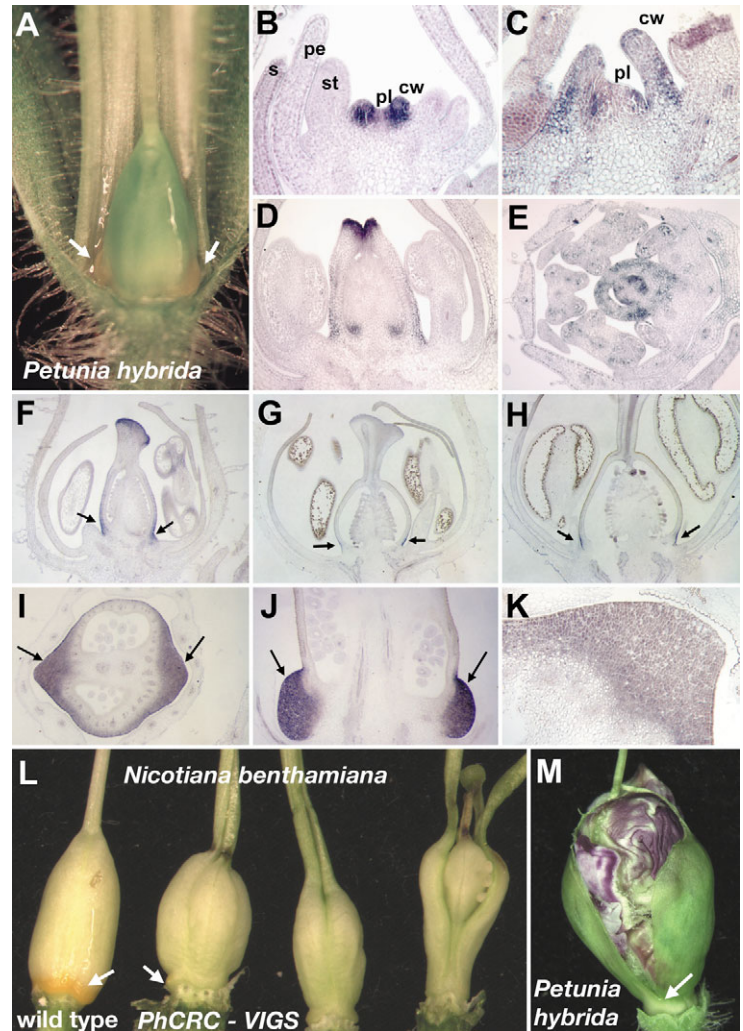 A
Petunia hybrida
B
s
pe
st
pl
cw
C
cw
pl
D
E
F
G
H
I
J
K
L
Nicotiana benthamiana
wild type
PhCRC - VIGS
M
Petunia
hybrida